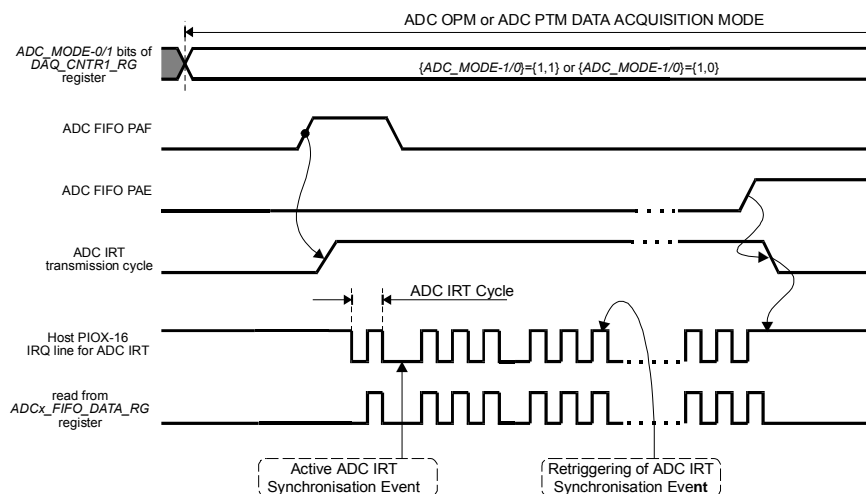 ADC OPM or ADC PTM DATA ACQUISITION MODE
ADC_MODE-0/1 bits of
DAQ_CNTR1_RG
register
{ADC_MODE-1/0}={1,1} or {ADC_MODE-1/0}={1,0}
ADC FIFO PAF
ADC FIFO PAE
ADC IRT
transmission cycle
ADC IRT Cycle
Host PIOX-16
IRQ line for ADC IRT
read from
ADCx_FIFO_DATA_RG
register
Active ADC IRT
Synchronisation Event
Retriggering of ADC IRT
Synchronisation Event